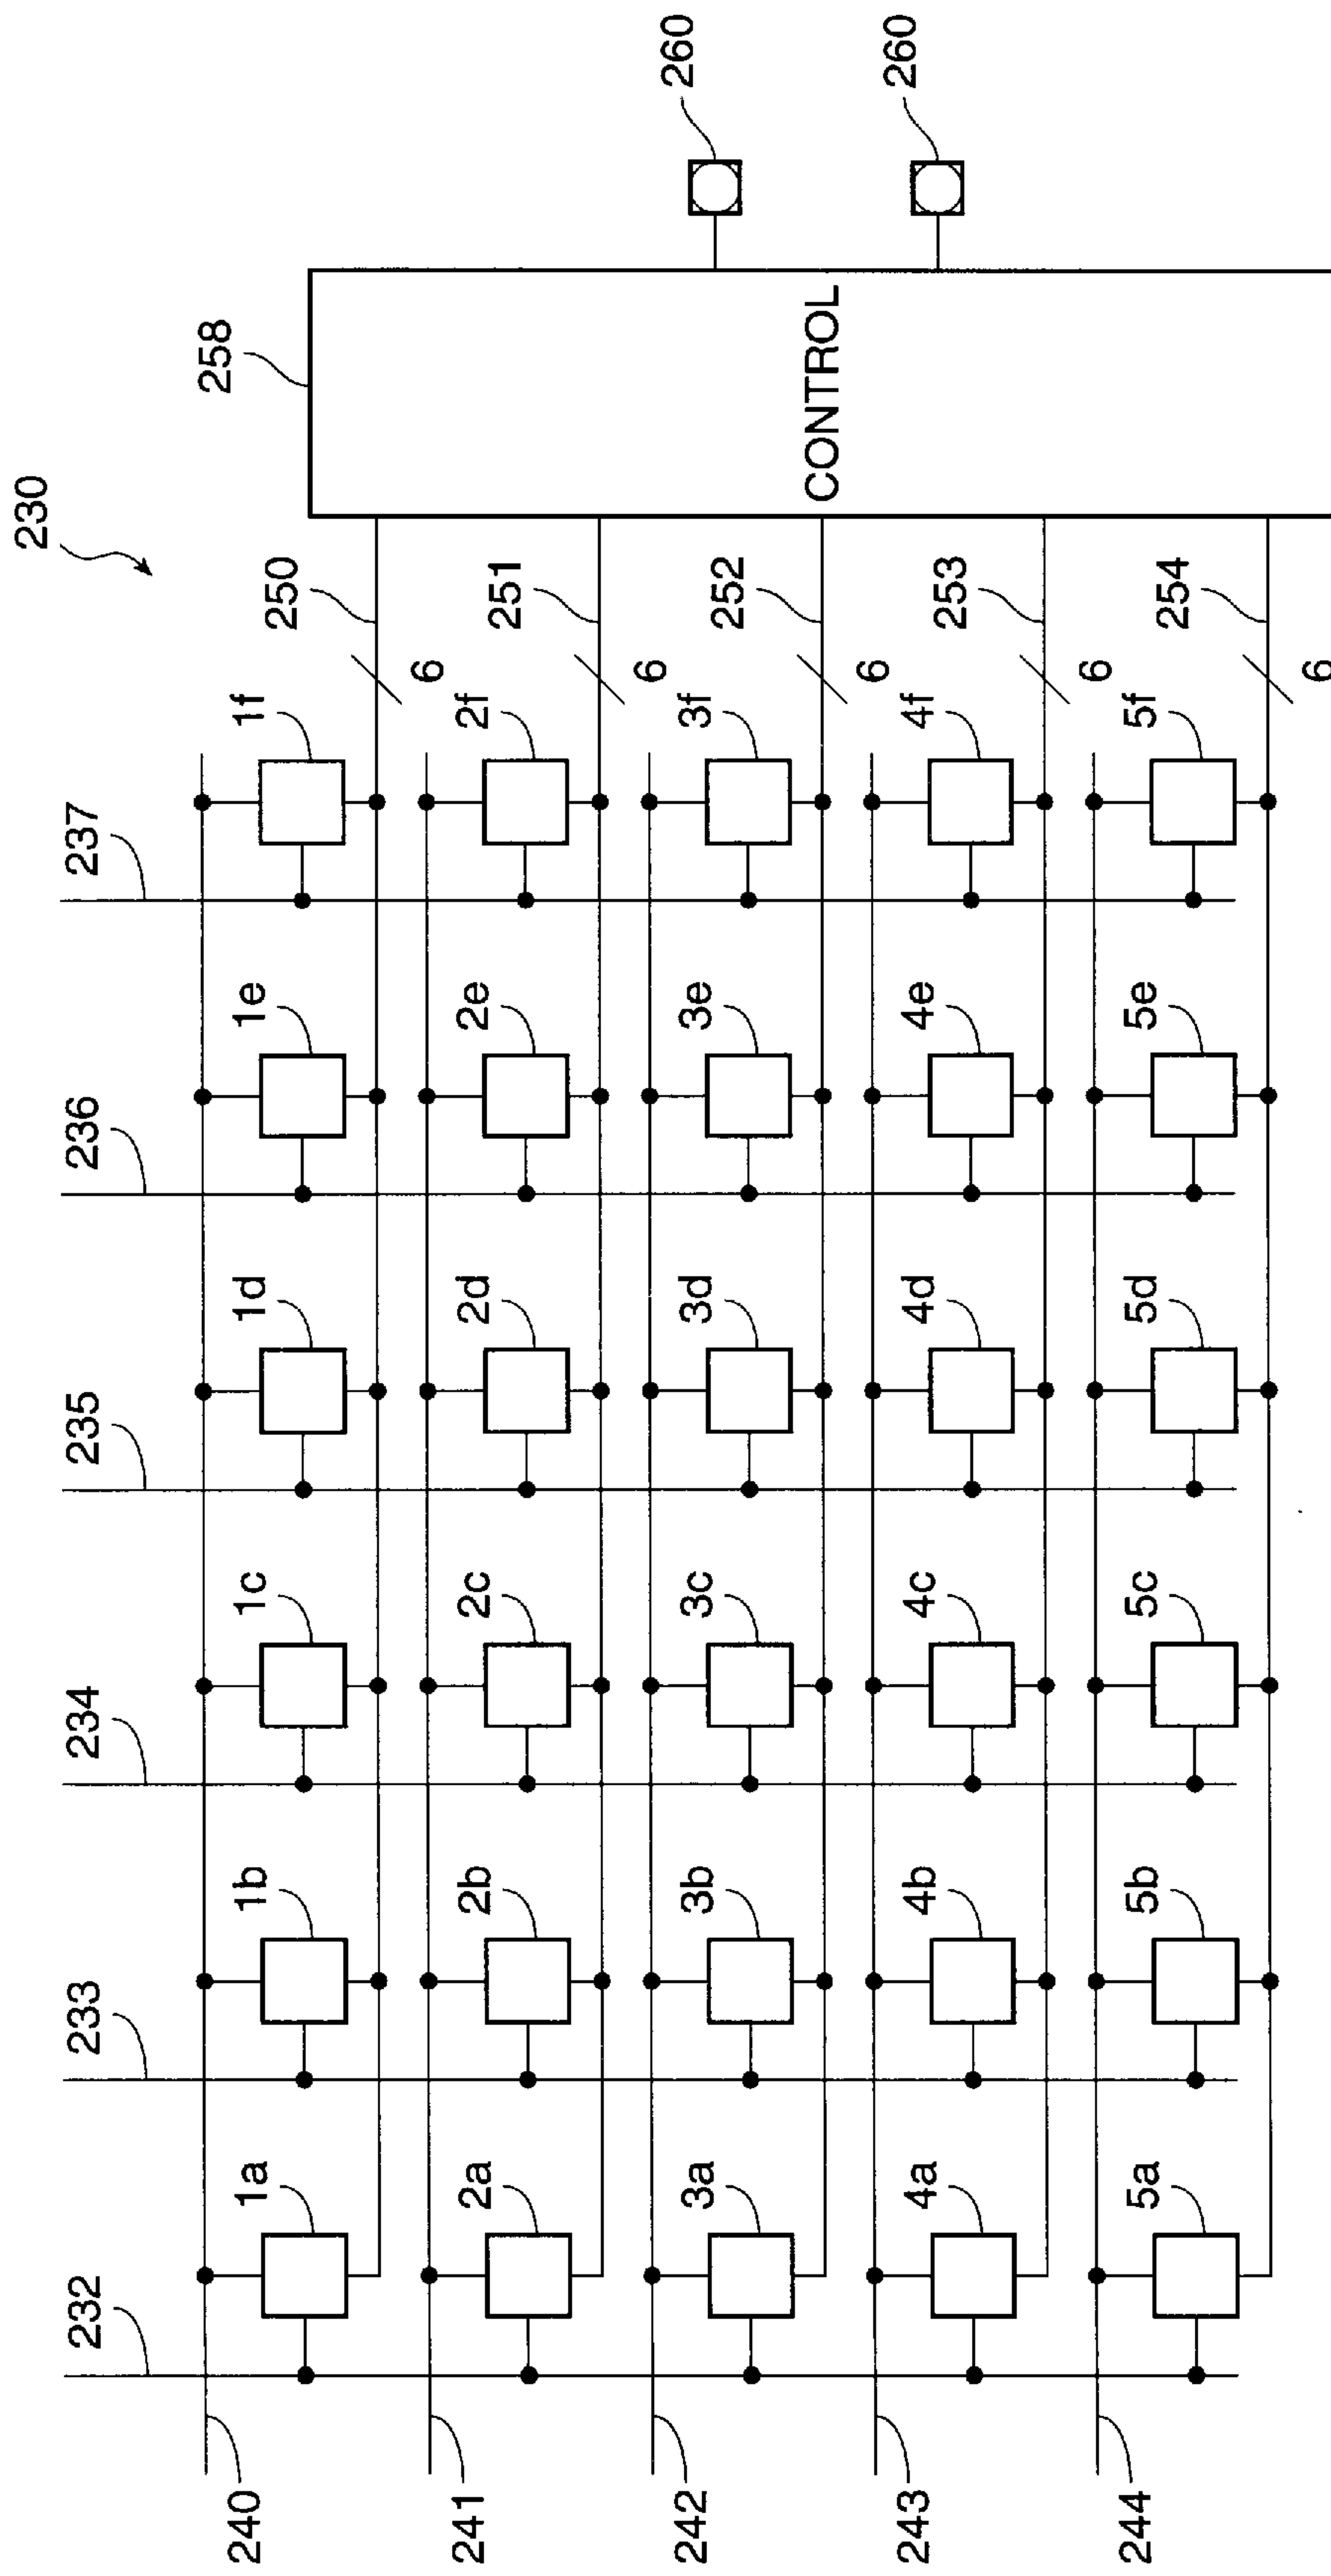 230
232 233 234 235 236 237
258
240 1a 1b 1c 1d 1e 1f 250
6
260
241 2a 2b 2c 2d 2e 2f 251
6
242 3a 3b 3c 3d 3e 3f 252
6
CONTROL
260
243 4a 4b 4c 4d 4e 4f 253
6
244 5a 5b 5c 5d 5e 5f 254
6